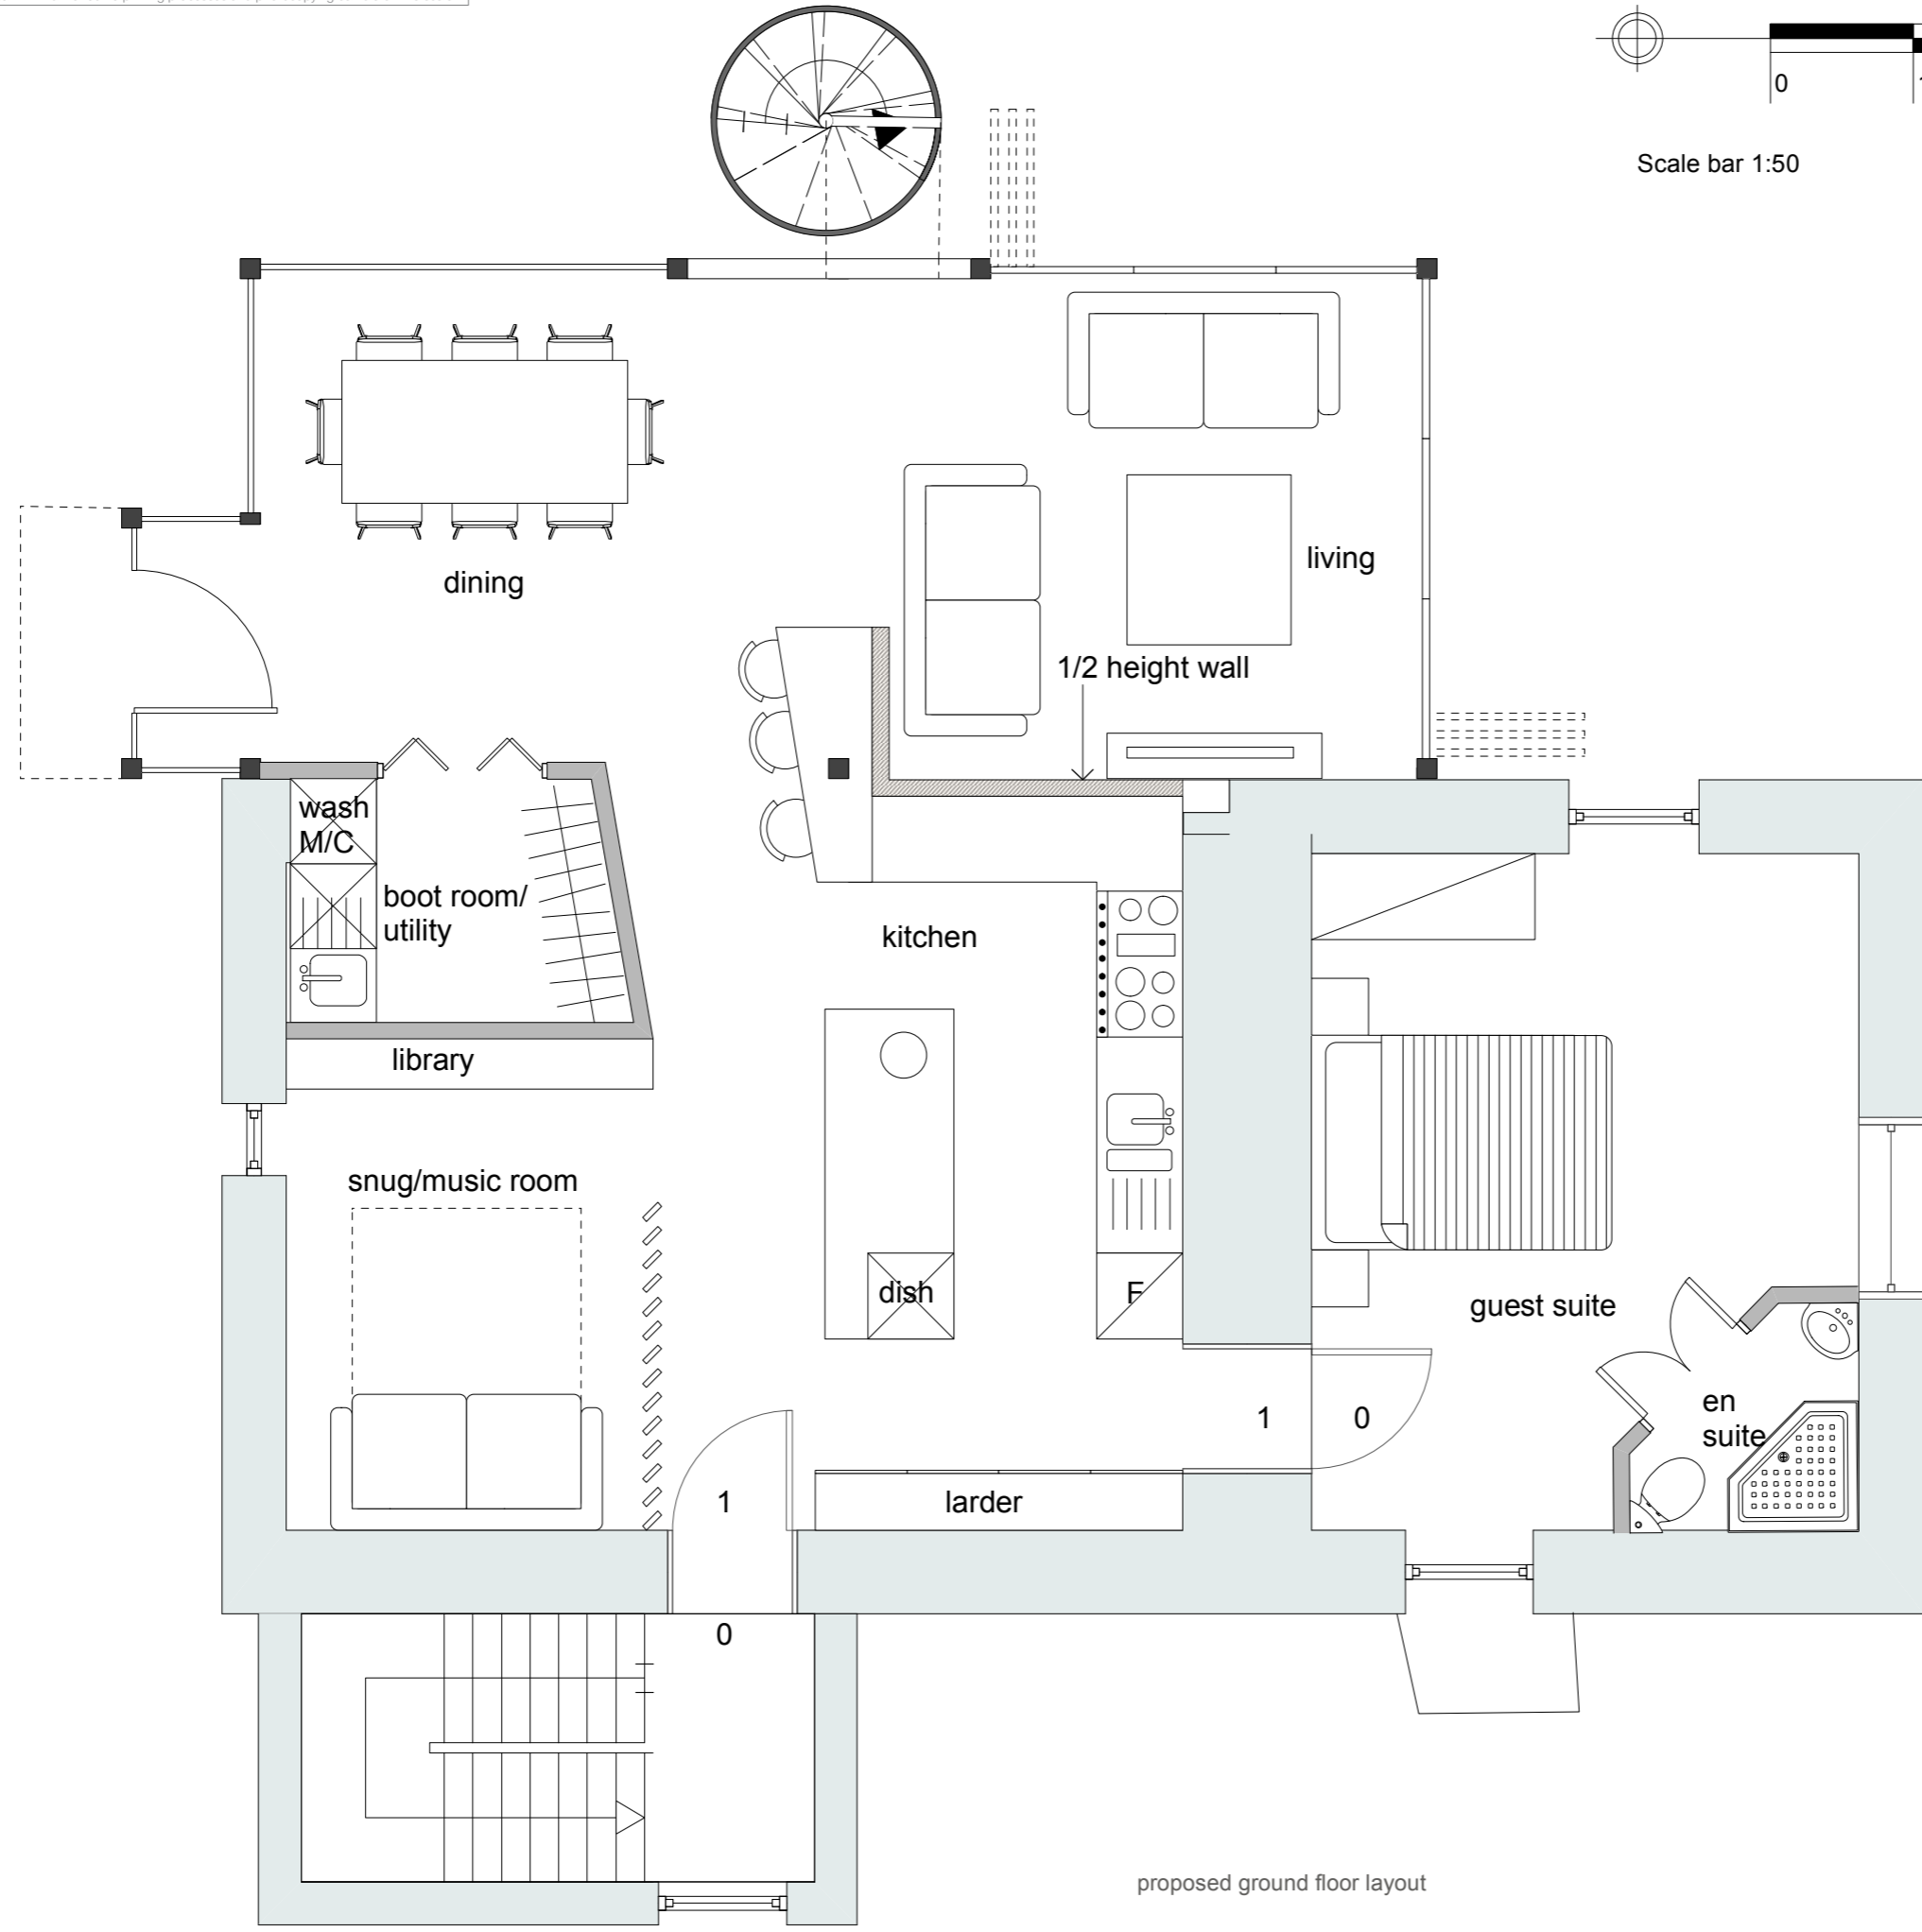 0
1
Scale bar 1:50
dining
living
1/2 height wall
wash
M/C
boot room/
utility
kitchen
library
snug/music room
dish
F
guest suite
en
suite
1
0
1
larder
0
proposed ground floor layout